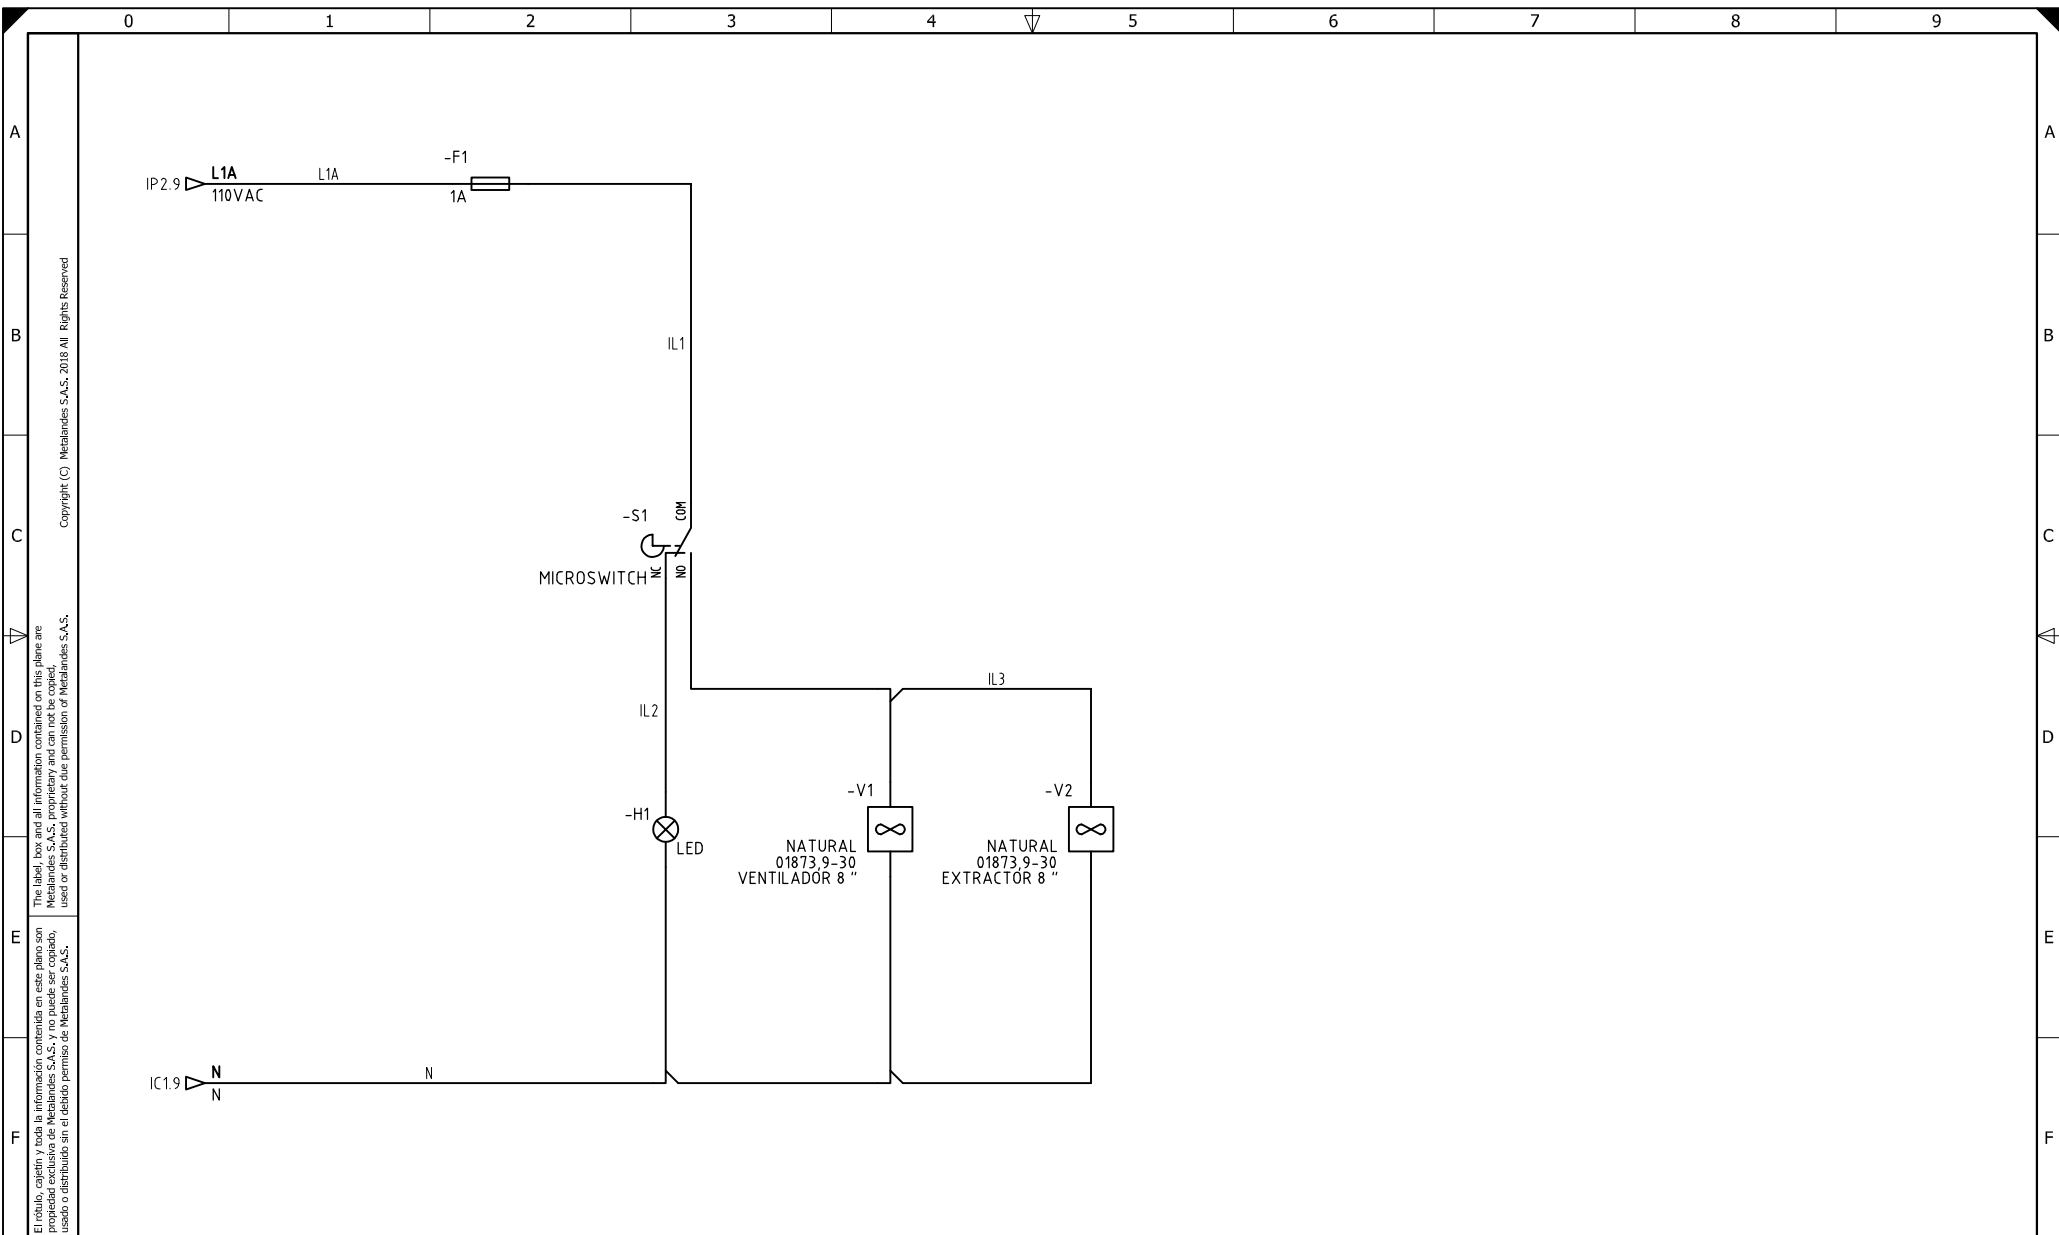 0 1 2 3 4 5 6 7 8 9
A A
-F1
L1A
L1A
IP2.9
110VAC
1A
B B
IL1
COM
-S1
C C
MICROSWITCH
NC
NO
IL3
IL2
D D
-V1
-V2
-H1
LED
NATURAL
01873,9-30
VENTILADOR 8 "
NATURAL
01873,9-30
EXTRACTOR 8 "
E E
N
N
IC1.9
N
F F
Copyright (C) Metalandes S.A.S. 2018 All Rights Reserved
The label, box and all information contained on this plane are
Metalandes S.A.S. proprietary and can not be copied,
used or distributed without due permission of Metalandes S.A.S.
El rótulo, cajetín y toda la información contenida en este plano son
propiedad exclusiva de Metalandes S.A.S. y no puede ser copiado,
usado o distribuido sin el debido permiso de Metalandes S.A.S.